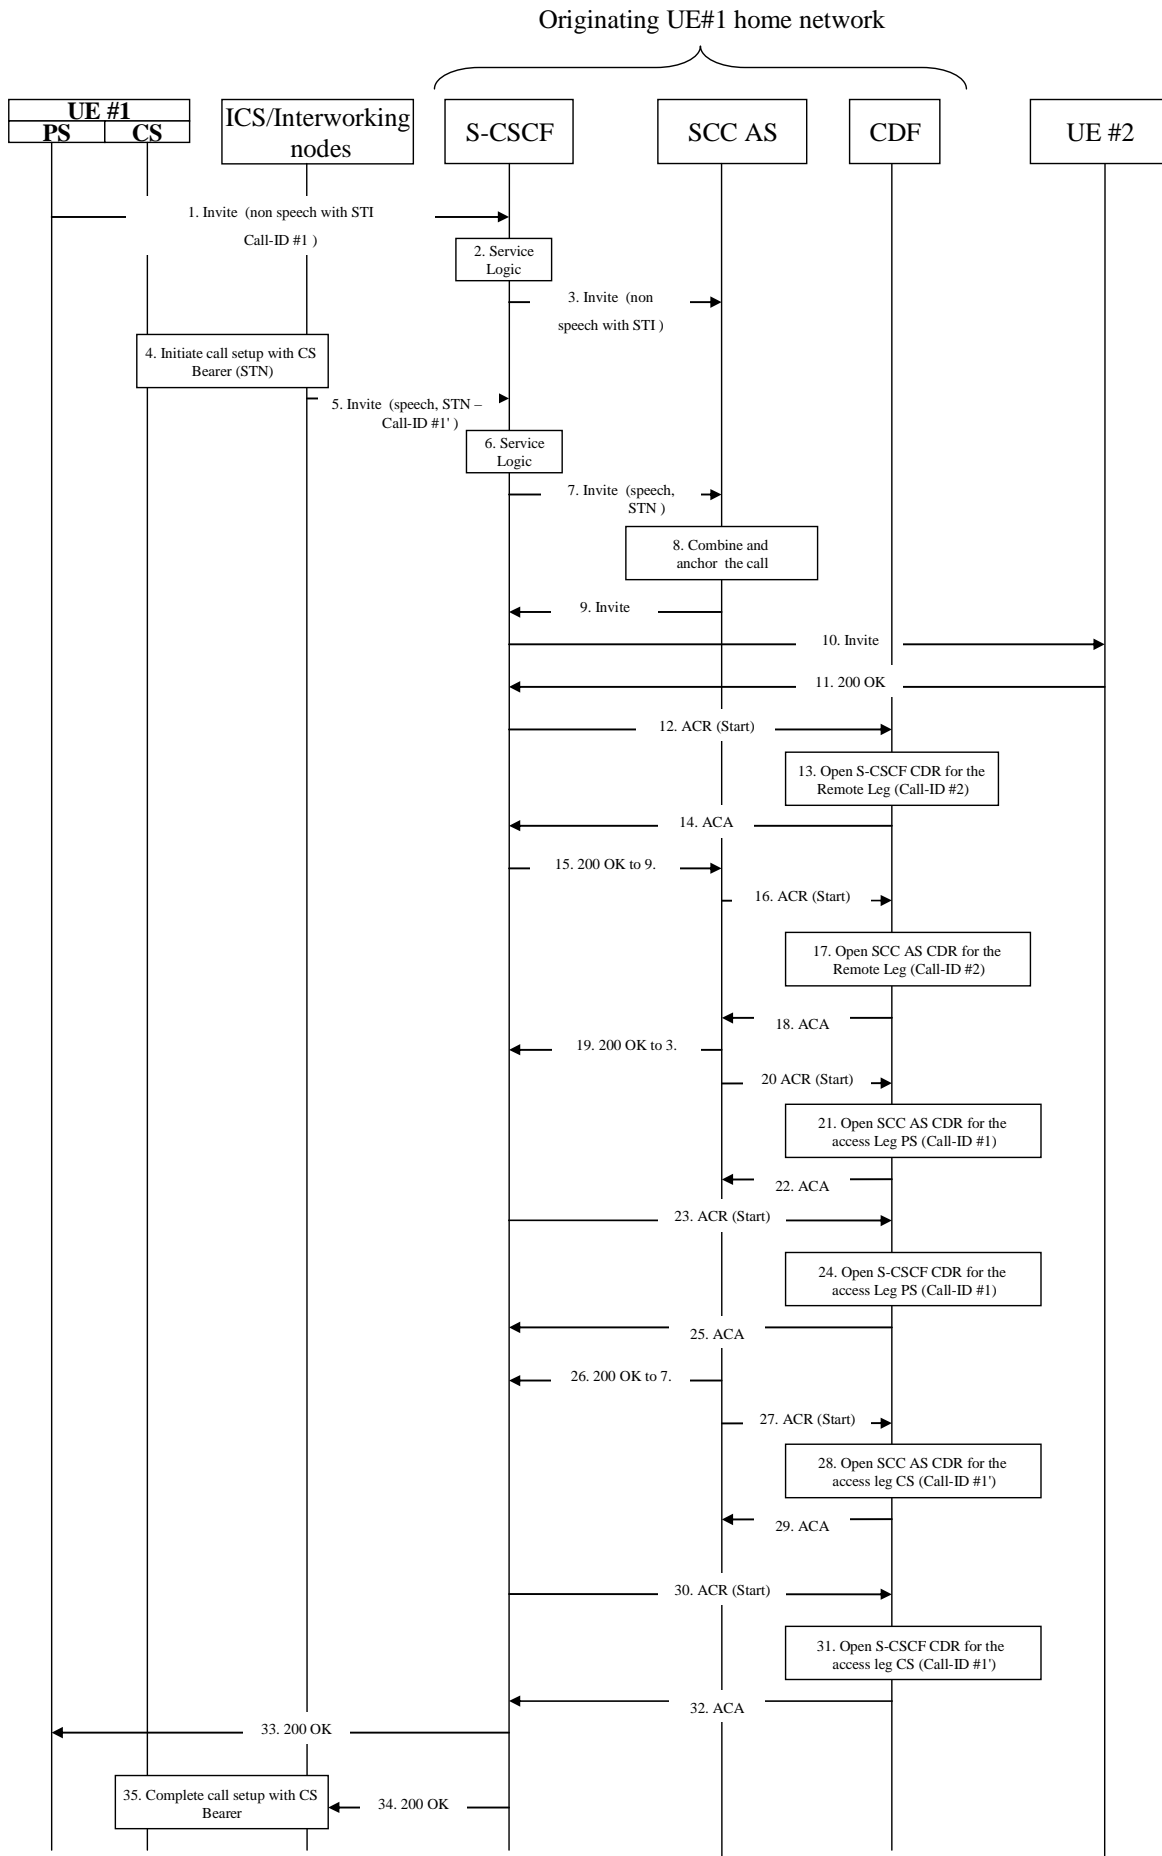 Originating UE#1 home network
UE #1
PS
CS
ICS/Interworking
nodes
S-CSCF
SCC AS
CDF
UE #2
1. Invite (non speech with STI
Call-ID #1 )
2. Service
Logic
3. Invite (non
speech with STI )
4. Initiate call setup with CS
Bearer (STN)
5. Invite (speech, STN –
Call-ID #1' )
6. Service
Logic
7. Invite (speech,
STN )
8. Combine and
anchor the call
9. Invite
10. Invite
11. 200 OK
12. ACR (Start)
13. Open S-CSCF CDR for the
Remote Leg (Call-ID #2)
14. ACA
15. 200 OK to 9.
16. ACR (Start)
17. Open SCC AS CDR for the
Remote Leg (Call-ID #2)
18. ACA
19. 200 OK to 3.
20 ACR (Start)
21. Open SCC AS CDR for the
access Leg PS (Call-ID #1)
22. ACA
23. ACR (Start)
24. Open S-CSCF CDR for the
access Leg PS (Call-ID #1)
25. ACA
26. 200 OK to 7.
27. ACR (Start)
28. Open SCC AS CDR for the
access leg CS (Call-ID #1')
29. ACA
30. ACR (Start)
31. Open S-CSCF CDR for the
access leg CS (Call-ID #1')
32. ACA
33. 200 OK
35. Complete call setup with CS
Bearer
34. 200 OK